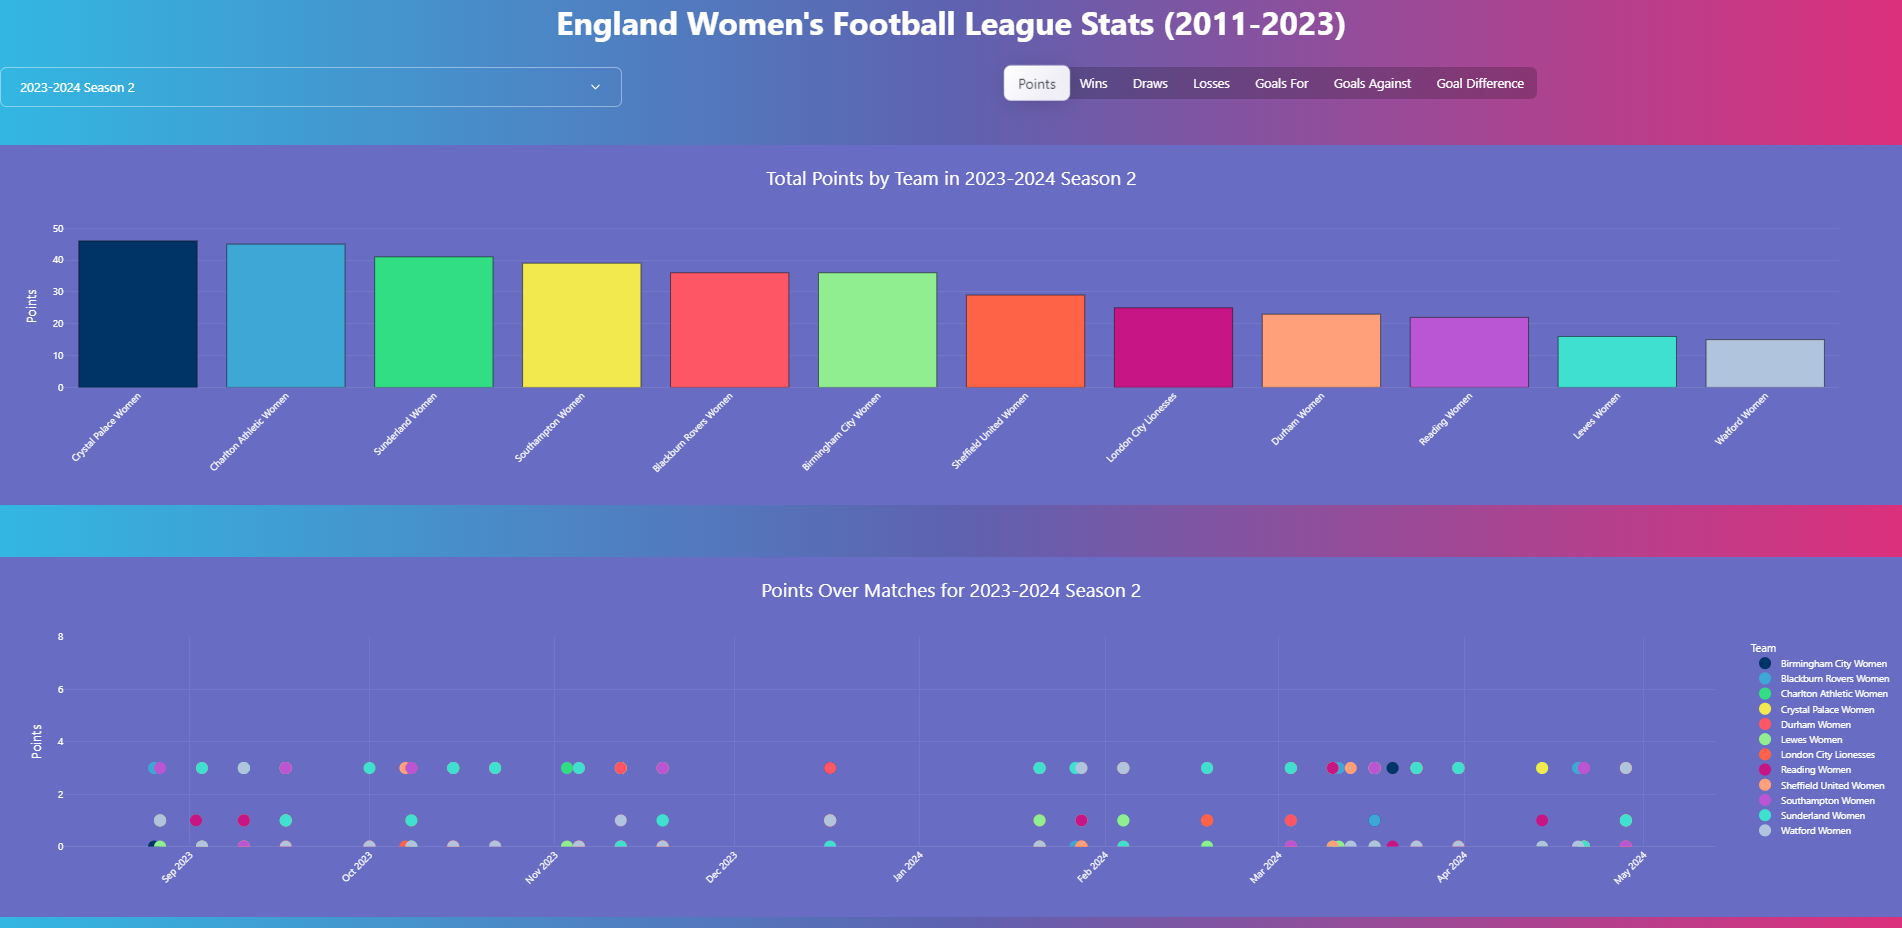 England Women's Football League Stats (2011-2023)
2023-2024 Season 2
Points Wins Draws Losses Goals For Goals Against Goal Difference
Total Points by Team in 2023-2024 Season 2
Points
50
40
30
20
10
0
Crystal Palace Women
Charlton Athletic Women
Sunderland Women
Southampton Women
Blackburn Rovers Women
Birmingham City Women
Sheffield United Women
London City Lionesses
Durham Women
Reading Women
Lewes Women
Watford Women
Points Over Matches for 2023-2024 Season 2
Points
8
6
4
2
0
Sep 2023
Oct 2023
Nov 2023
Dec 2023
Jan 2024
Feb 2024
Mar 2024
Apr 2024
May 2024
Team
Birmingham City Women
Blackburn Rovers Women
Charlton Athletic Women
Crystal Palace Women
Durham Women
Lewes Women
London City Lionesses
Reading Women
Sheffield United Women
Southampton Women
Sunderland Women
Watford Women